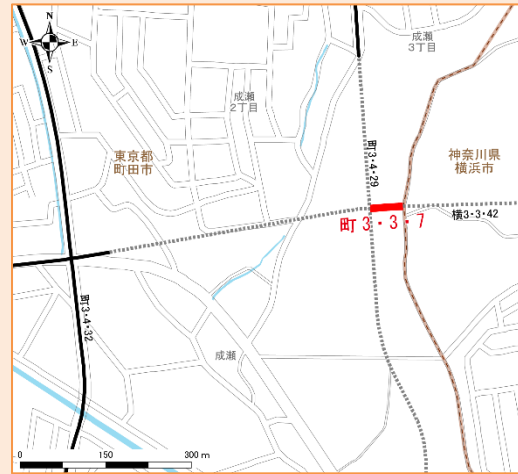 N
W
E
S
成瀬
3丁目
成瀬
2丁目
東京都
町田市
町3・4・29
神奈川県
横浜市
町3・3・7
横3・3・42
町3・4・32
成瀬
0 150 300 m